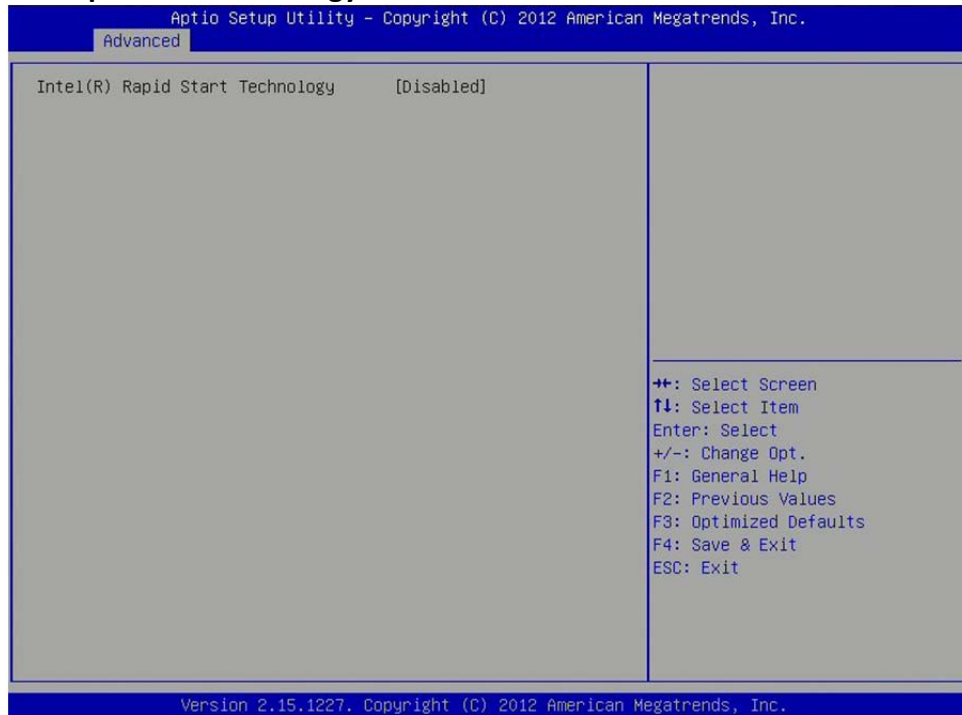 Aptio Setup Utility – Copyright (C) 2012 American Megatrends, Inc.
Advanced
Intel(R) Rapid Start Technology [Disabled]
→←: Select Screen
↑↓: Select Item
Enter: Select
+/-: Change Opt.
F1: General Help
F2: Previous Values
F3: Optimized Defaults
F4: Save & Exit
ESC: Exit
Version 2.15.1227. Copyright (C) 2012 American Megatrends, Inc.